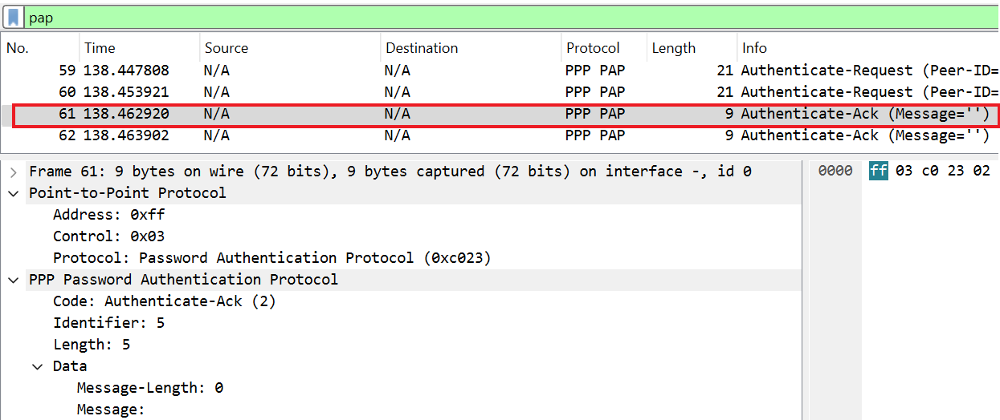 pap
No. Time Source Destination Protocol Length Info
59 138.447808 N/A N/A PPP PAP 21 Authenticate-Request (Peer-ID=
60 138.453921 N/A N/A PPP PAP 21 Authenticate-Request (Peer-ID=
61 138.462920 N/A N/A PPP PAP 9 Authenticate-Ack (Message='')
62 138.463902 N/A N/A PPP PAP 9 Authenticate-Ack (Message='')
Frame 61: 9 bytes on wire (72 bits), 9 bytes captured (72 bits) on interface -, id 0
Point-to-Point Protocol
Address: 0xff
Control: 0x03
Protocol: Password Authentication Protocol (0xc023)
PPP Password Authentication Protocol
Code: Authenticate-Ack (2)
Identifier: 5
Length: 5
Data
Message-Length: 0
Message:
0000 ff 03 c0 23 02